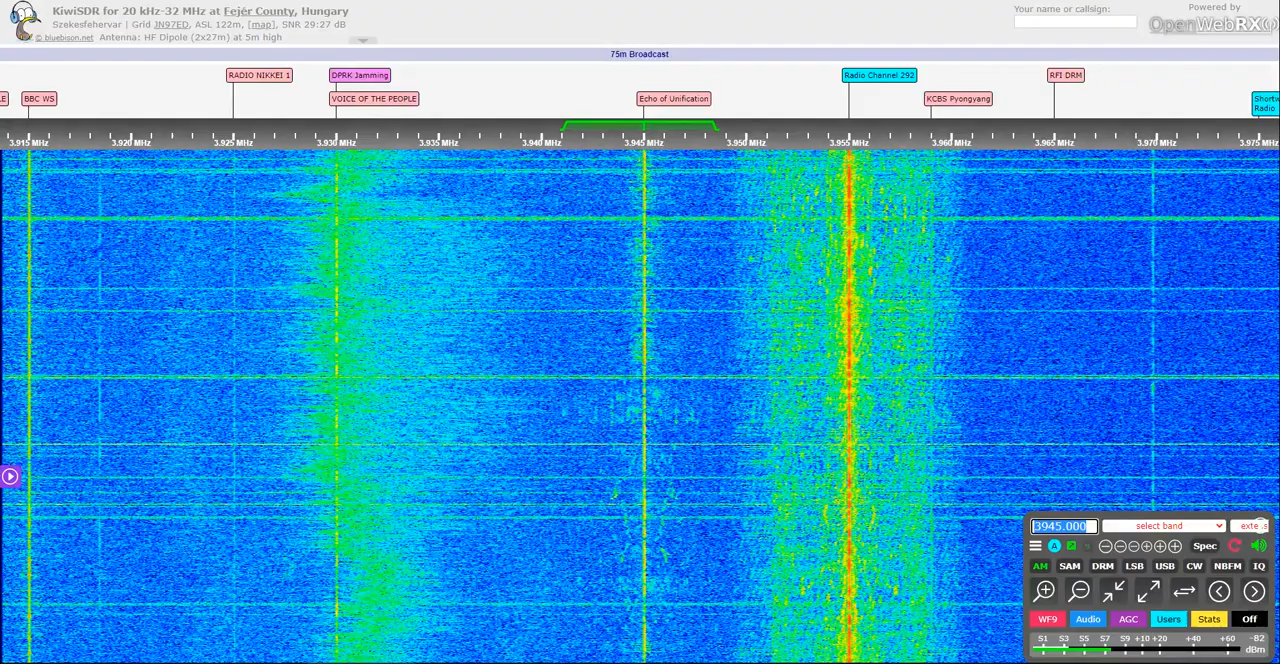 KiwiSDR for 20 kHz-32 MHz at Fejér County, Hungary
Szekesfehervar | Grid JN97ED, ASL 122m, [map], SNR 29:27 dB
© bluebison.net Antenna: HF Dipole (2x27m) at 5m high
Your name or callsign:
Powered by
OpenWebRX
75m Broadcast
RADIO NIKKEI 1
DPRK Jamming
Radio Channel 292
RFI DRM
LE
BBC WS
VOICE OF THE PEOPLE
Echo of Unification
KCBS Pyongyang
Shortw
Radio
3.915 MHz 3.920 MHz 3.925 MHz 3.930 MHz 3.935 MHz 3.940 MHz 3.945 MHz 3.950 MHz 3.955 MHz 3.960 MHz 3.965 MHz 3.970 MHz 3.975 MHz
3945.000 select band exte
A Spec
AM SAM DRM LSB USB CW NBFM IQ
WF9 Audio AGC Users Stats Off
S1 S3 S5 S7 S9 +10 +20 +40 +60 -82
dBm